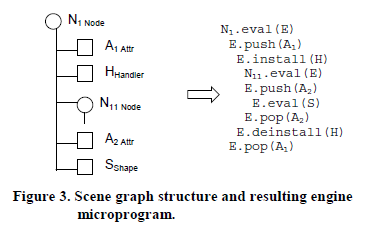 N₁ Node
A₁ Attr
HHandler
N₁₁ Node
A₂ Attr
SShape
N₁.eval(E)
E.push(A₁)
E.install(H)
N₁₁.eval(E)
E.push(A₂)
E.eval(S)
E.pop(A₂)
E.deinstall(H)
E.pop(A₁)
Figure 3. Scene graph structure and resulting engine
microprogram.